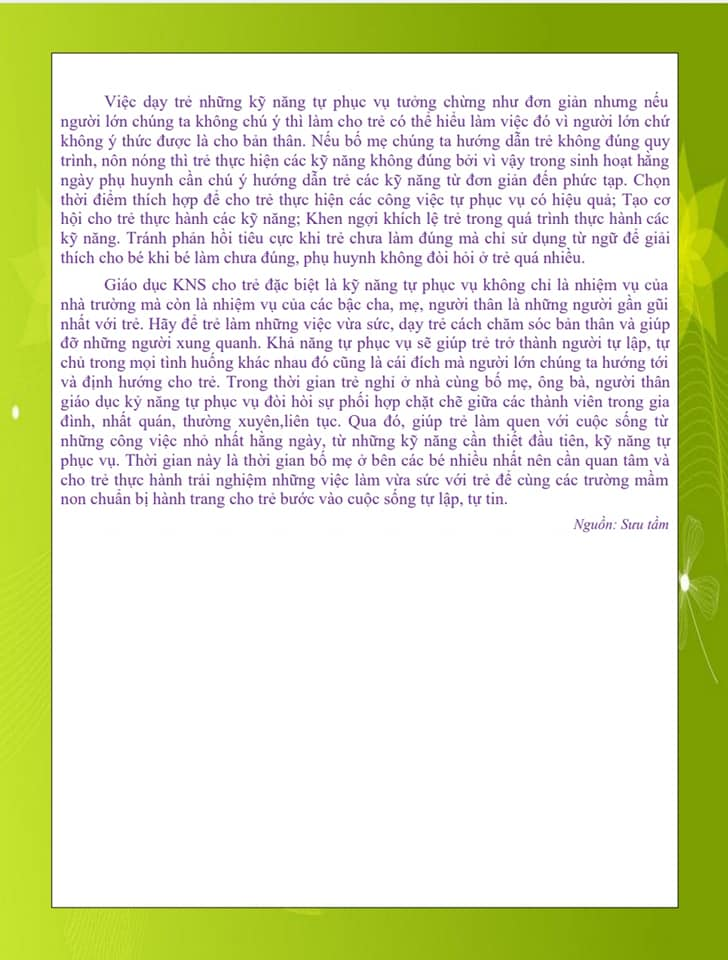 Việc dạy trẻ những kỹ năng tự phục vụ tưởng chừng như đơn giản nhưng nếu
người lớn chúng ta không chú ý thì làm cho trẻ có thể hiểu làm việc đó vì người lớn chứ
không ý thức được là cho bản thân. Nếu bố mẹ chúng ta hướng dẫn trẻ không đúng quy
trình, nôn nóng thì trẻ thực hiện các kỹ năng không đúng bởi vì vậy trong sinh hoạt hằng
ngày phụ huynh cần chú ý hướng dẫn trẻ các kỹ năng từ đơn giản đến phức tạp. Chọn
thời điểm thích hợp để cho trẻ thực hiện các công việc tự phục vụ có hiệu quả; Tạo cơ
hội cho trẻ thực hành các kỹ năng; Khen ngợi khích lệ trẻ trong quá trình thực hành các
kỹ năng. Tránh phản hồi tiêu cực khi trẻ chưa làm đúng mà chỉ sử dụng từ ngữ để giải
thích cho bé khi bé làm chưa đúng, phụ huynh không đòi hỏi ở trẻ quá nhiều.
Giáo dục KNS cho trẻ đặc biệt là kỹ năng tự phục vụ không chỉ là nhiệm vụ của
nhà trường mà còn là nhiệm vụ của các bậc cha, mẹ, người thân là những người gần gũi
nhất với trẻ. Hãy để trẻ làm những việc vừa sức, dạy trẻ cách chăm sóc bản thân và giúp
đỡ những người xung quanh. Khả năng tự phục vụ sẽ giúp trẻ trở thành người tự lập, tự
chủ trong mọi tình huống khác nhau đó cũng là cái đích mà người lớn chúng ta hướng tới
và định hướng cho trẻ. Trong thời gian trẻ nghỉ ở nhà cùng bố mẹ, ông bà, người thân
giáo dục kỹ năng tự phục vụ đòi hỏi sự phối hợp chặt chẽ giữa các thành viên trong gia
đình, nhất quán, thường xuyên,liên tục. Qua đó, giúp trẻ làm quen với cuộc sống từ
những công việc nhỏ nhất hằng ngày, từ những kỹ năng cần thiết đầu tiên, kỹ năng tự
phục vụ. Thời gian này là thời gian bố mẹ ở bên các bé nhiều nhất nên cần quan tâm và
cho trẻ thực hành trải nghiệm những việc làm vừa sức với trẻ để cùng các trường mầm
non chuẩn bị hành trang cho trẻ bước vào cuộc sống tự lập, tự tin.
Nguồn: Sưu tầm